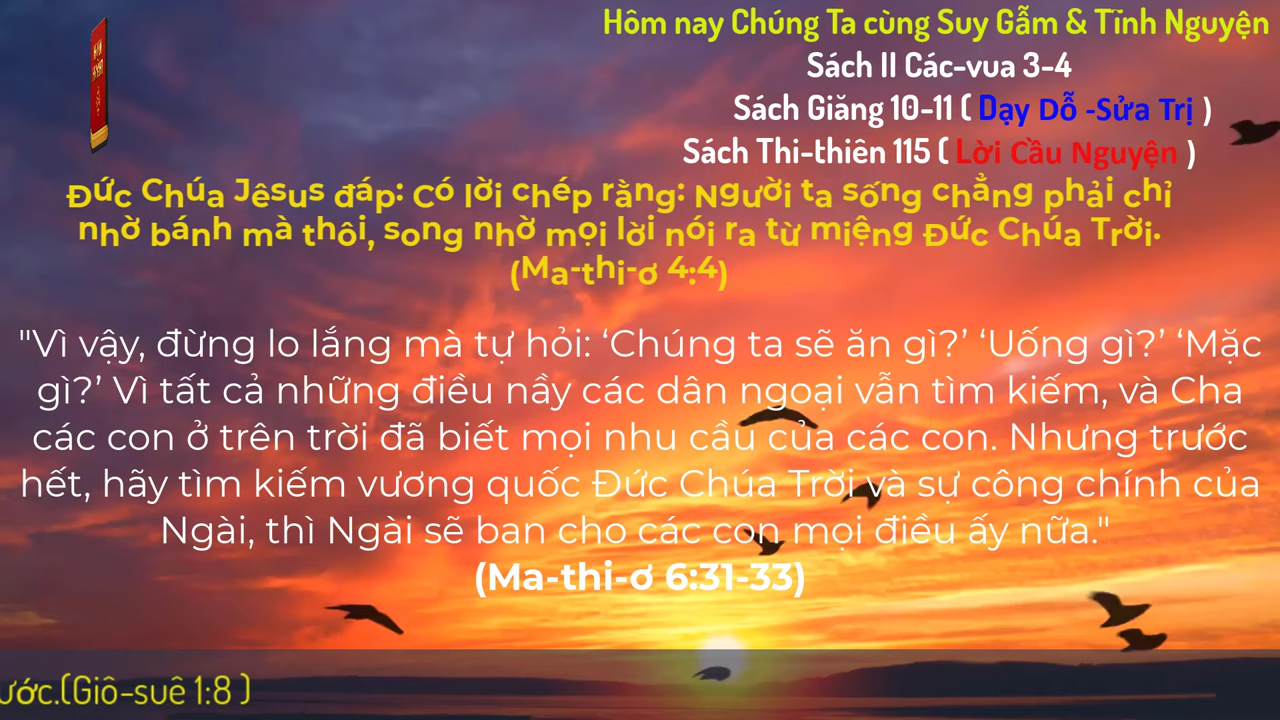 Hôm nay Chúng Ta cùng Suy Gẫm & Tĩnh Nguyện
Sách II Các-vua 3-4
Sách Giăng 10-11 ( Dạy Dỗ -Sửa Trị )
Sách Thi-thiên 115 ( Lời Cầu Nguyện )
Đức Chúa Jêsus đáp: Có lời chép rằng: Người ta sống chẳng phải chỉ
nhờ bánh mà thôi, song nhờ mọi lời nói ra từ miệng Đức Chúa Trời.
(Ma-thi-ơ 4:4)
"Vì vậy, đừng lo lắng mà tự hỏi: ‘Chúng ta sẽ ăn gì?’ ‘Uống gì?’ ‘Mặc
gì?’ Vì tất cả những điều nầy các dân ngoại vẫn tìm kiếm, và Cha
các con ở trên trời đã biết mọi nhu cầu của các con. Nhưng trước
hết, hãy tìm kiếm vương quốc Đức Chúa Trời và sự công chính của
Ngài, thì Ngài sẽ ban cho các con mọi điều ấy nữa."
(Ma-thi-ơ 6:31-33)
ước.(Giô-suê 1:8 )